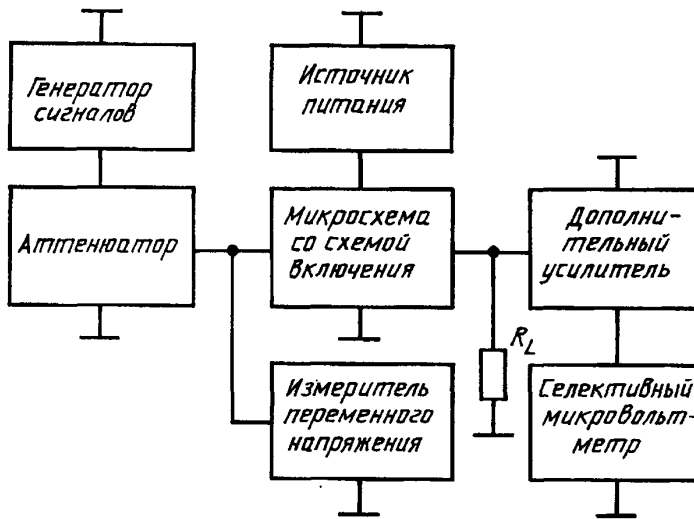 Генератор
сигналов
Источник
питания
Аттенюатор
Микросхема
со схемой
включения
Дополни-
тельный
усилитель
R_L
Измеритель
переменного
напряжения
Селективный
микровольт-
метр